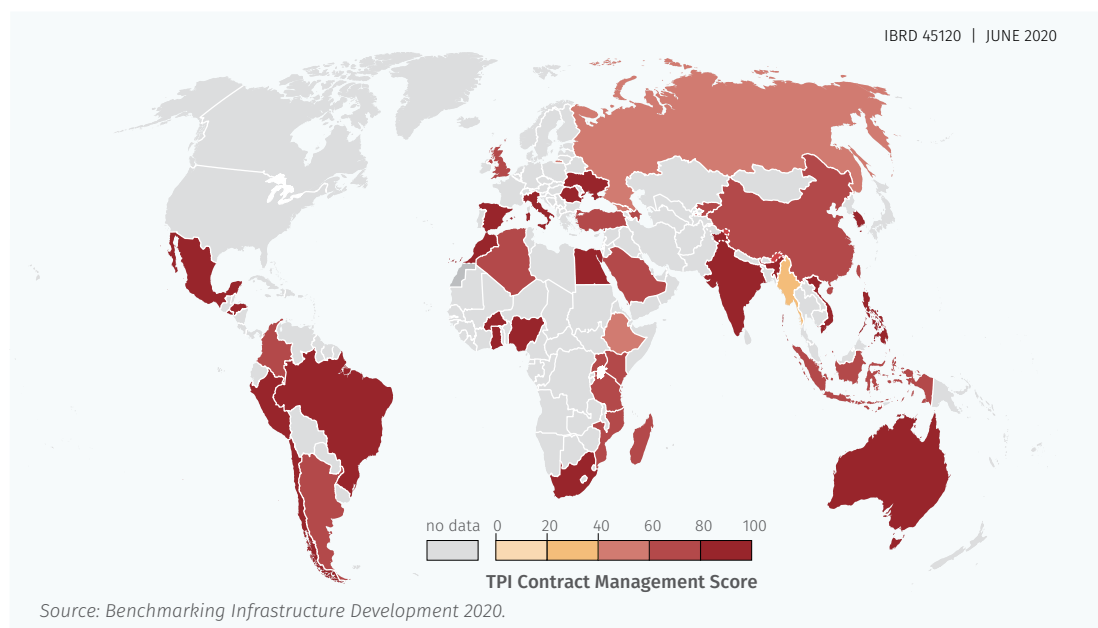 IBRD 45120 | JUNE 2020
no data 0 20 40 60 80 100
TPI Contract Management Score
Source: Benchmarking Infrastructure Development 2020.